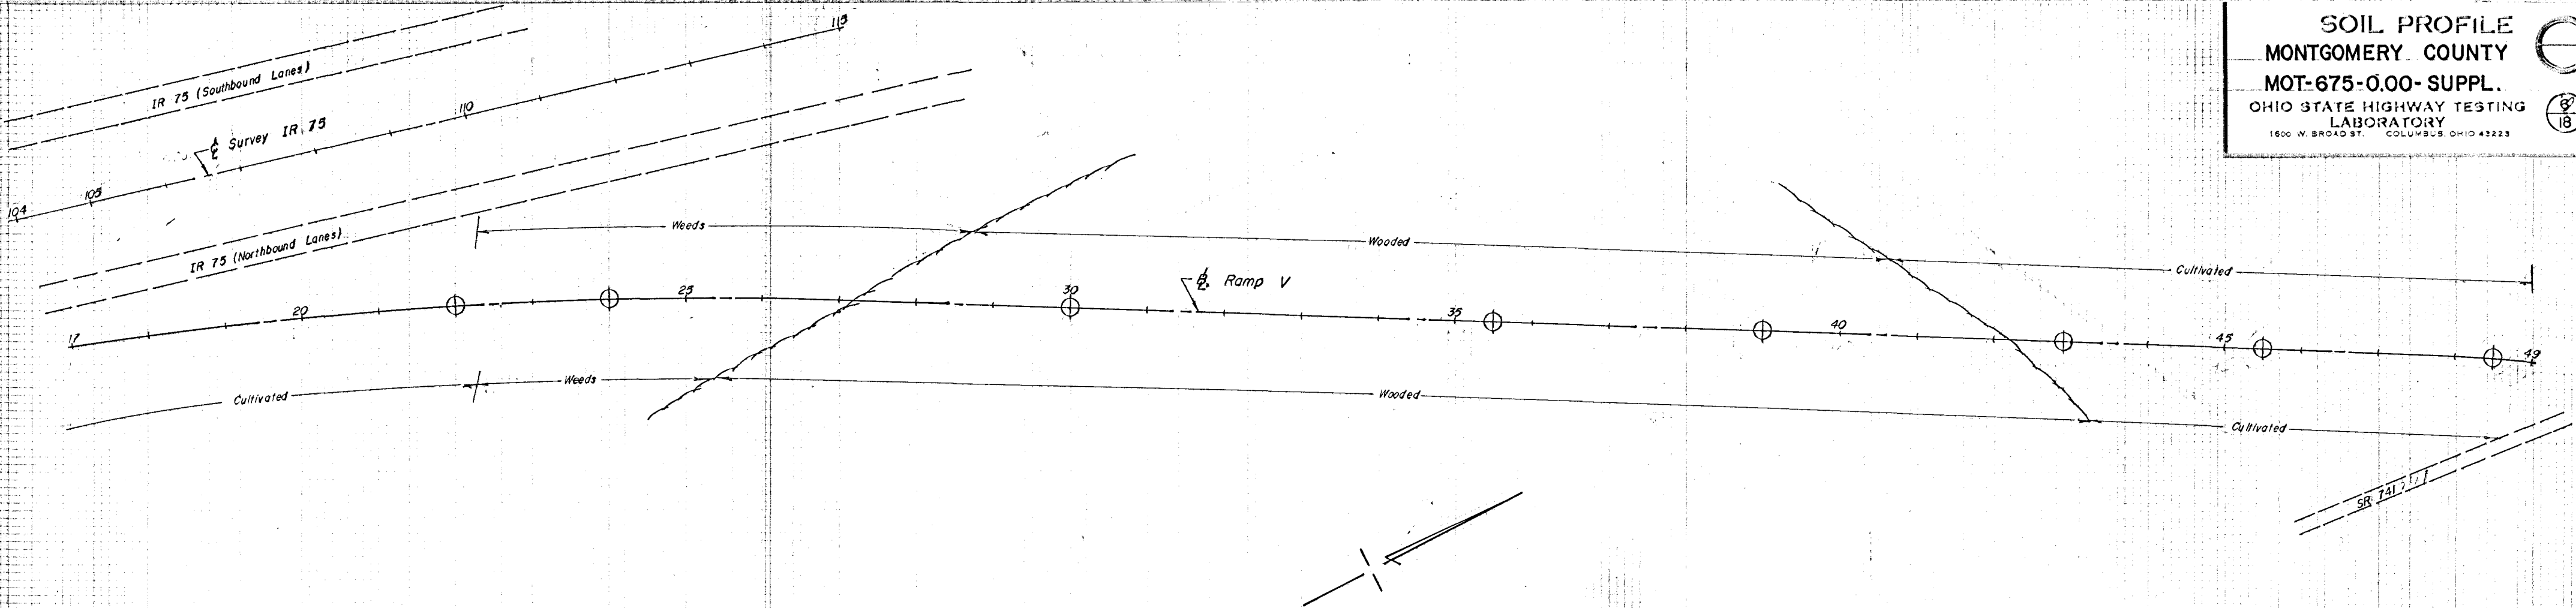 SOIL PROFILE
MONTGOMERY COUNTY
MOT-675-0.00-SUPPL.
OHIO STATE HIGHWAY TESTING
LABORATORY
1600 W. BROAD ST. COLUMBUS, OHIO 43223
18
113
IR 75 (Southbound Lanes)
110
℄ Survey IR 75
105
104
IR 75 (Northbound Lanes)
Weeds
Wooded
Cultivated
℄ Ramp V
17
20
25
30
35
40
45
49
Cultivated
Weeds
Wooded
Cultivated
SR 741